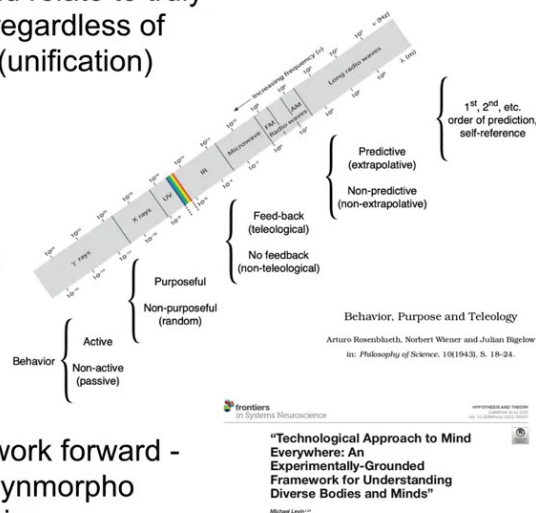 regardless of
(unification)
increasing frequency (ν)
ν (Hz)
λ (m)
Long radio waves
AM
FM
Radio waves
Microwave
IR
UV
X rays
γ rays
1st, 2nd, etc.
order of prediction,
self-reference
Predictive
(extrapolative)
Non-predictive
(non-extrapolative)
Feed-back
(teleological)
No feedback
(non-teleological)
Purposeful
Non-purposeful
(random)
Behavior
Active
Non-active
(passive)
Behavior, Purpose and Teleology
Arturo Rosenblueth, Norbert Wiener and Julian Bigelow
in: Philosophy of Science, 10(1943), S. 18–24.
frontiers
in Systems Neuroscience
HYPOTHESIS AND THEORY
work forward -
ynmorpho
“Technological Approach to Mind
Everywhere: An
Experimentally-Grounded
Framework for Understanding
Diverse Bodies and Minds”
Michael Levin